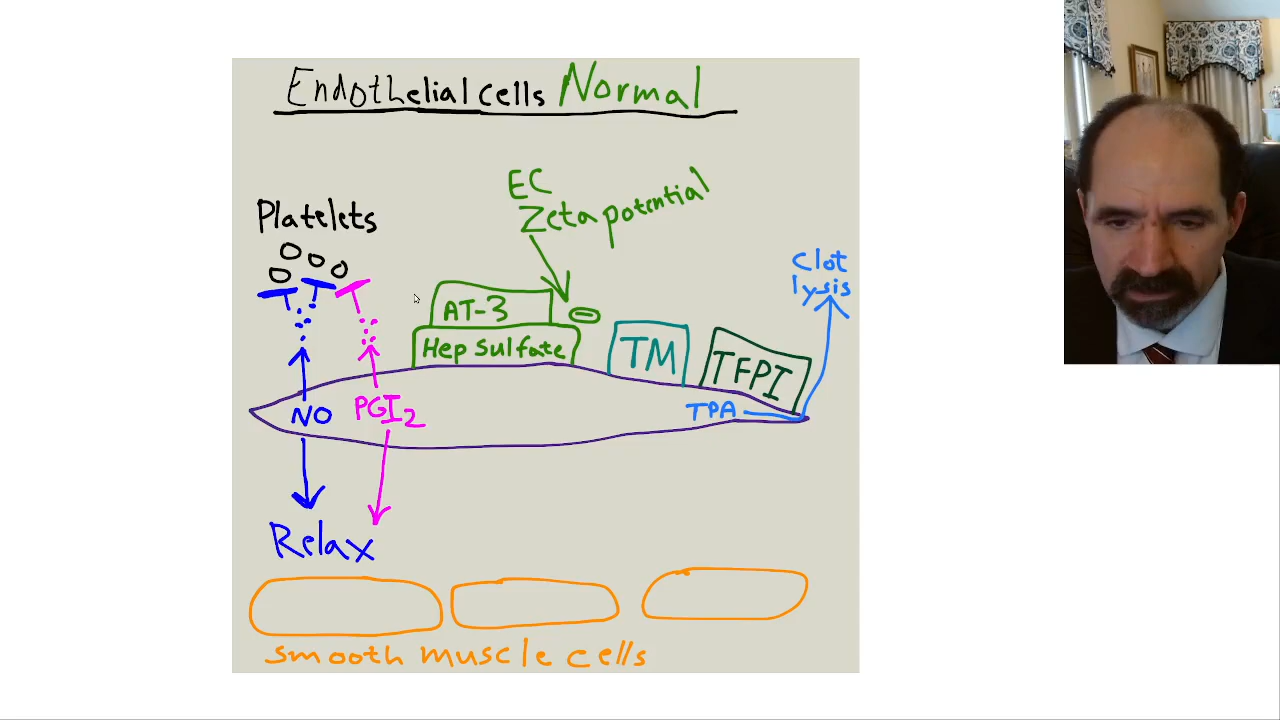 Endothelial cells Normal
EC
Zeta potential
Platelets
Clot
lysis
AT-3
Hep Sulfate
TM
TFPI
NO
PGI2
TPA
Relax
smooth muscle cells